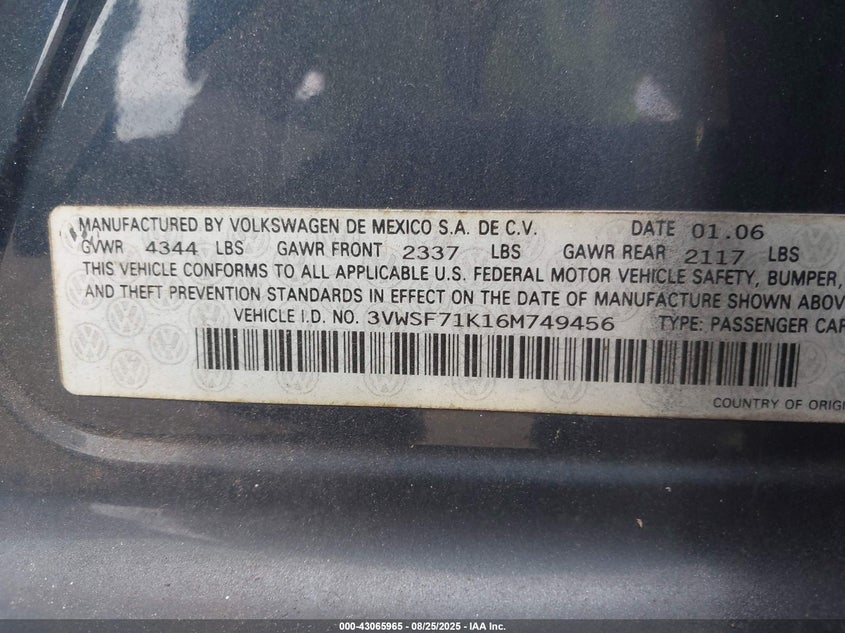 MANUFACTURED BY VOLKSWAGEN DE MEXICO S.A. DE C.V. DATE 01.06
GVWR 4344 LBS GAWR FRONT 2337 LBS GAWR REAR 2117 LBS
THIS VEHICLE CONFORMS TO ALL APPLICABLE U.S. FEDERAL MOTOR VEHICLE SAFETY, BUMPER,
AND THEFT PREVENTION STANDARDS IN EFFECT ON THE DATE OF MANUFACTURE SHOWN ABOV
VEHICLE I.D. NO. 3VWSF71K16M749456 TYPE: PASSENGER CAR
COUNTRY OF ORIGI
000-43065965 - 08/25/2025 - IAA Inc.